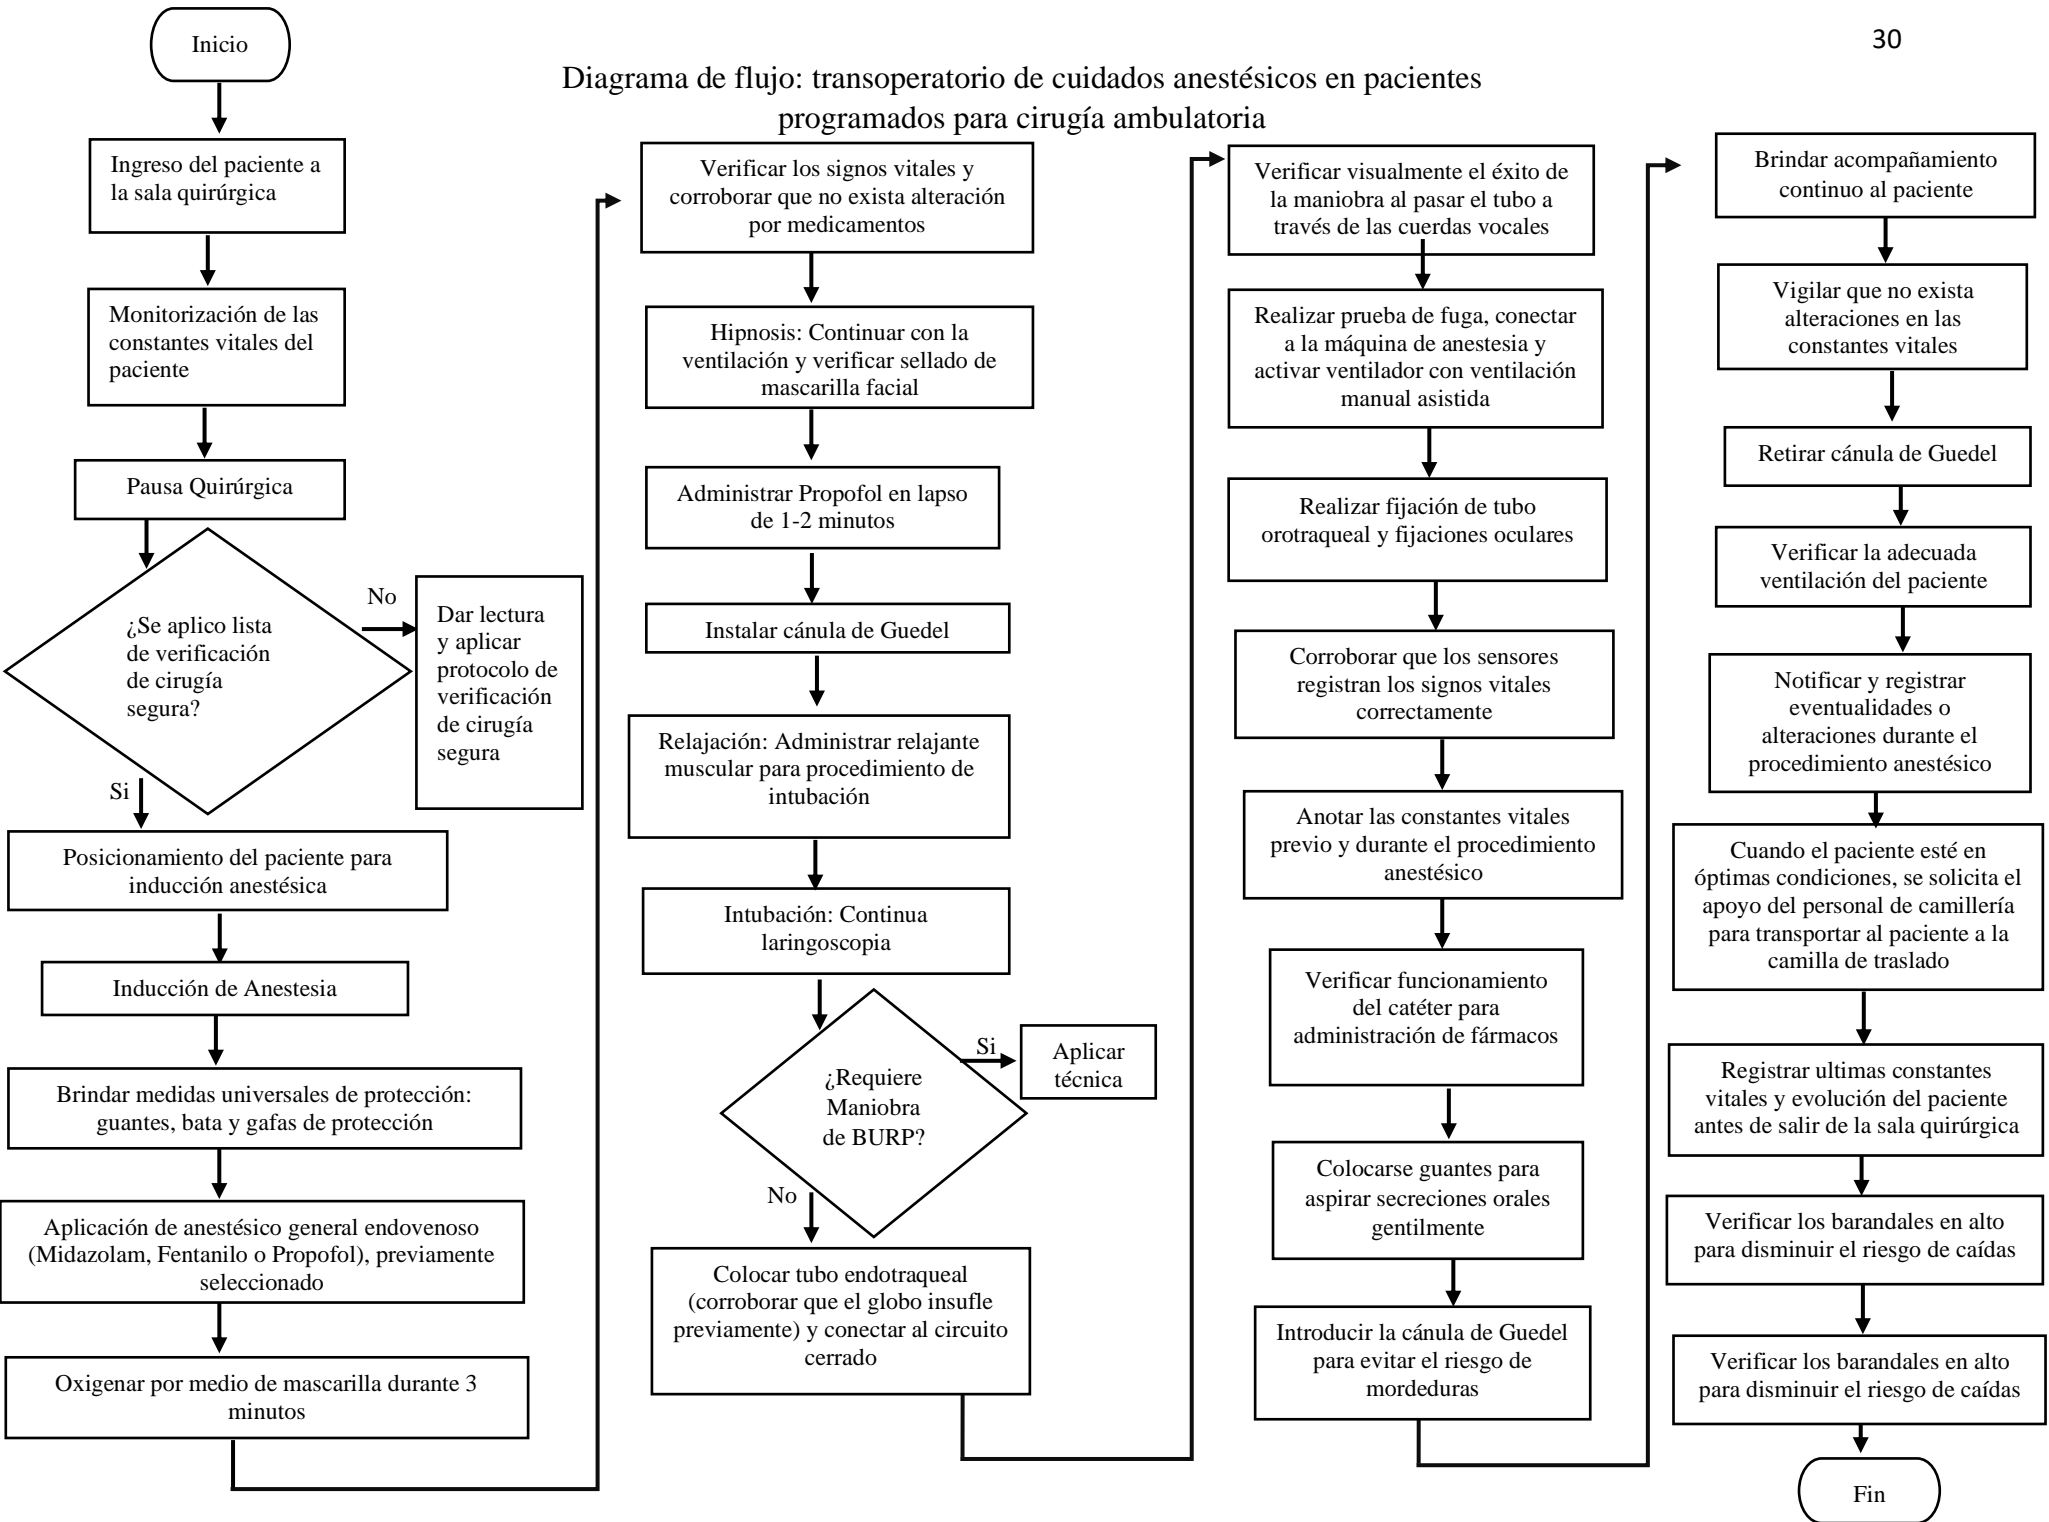 30
Diagrama de flujo: transoperatorio de cuidados anestésicos en pacientes
programados para cirugía ambulatoria
Inicio
Ingreso del paciente a
la sala quirúrgica
Monitorización de las
constantes vitales del
paciente
Pausa Quirúrgica
¿Se aplico lista
de verificación
de cirugía
segura?
No
Dar lectura
y aplicar
protocolo de
verificación
de cirugía
segura
Si
Posicionamiento del paciente para
inducción anestésica
Inducción de Anestesia
Brindar medidas universales de protección:
guantes, bata y gafas de protección
Aplicación de anestésico general endovenoso
(Midazolam, Fentanilo o Propofol), previamente
seleccionado
Oxigenar por medio de mascarilla durante 3
minutos
Verificar los signos vitales y
corroborar que no exista alteración
por medicamentos
Hipnosis: Continuar con la
ventilación y verificar sellado de
mascarilla facial
Administrar Propofol en lapso
de 1-2 minutos
Instalar cánula de Guedel
Relajación: Administrar relajante
muscular para procedimiento de
intubación
Intubación: Continua
laringoscopia
¿Requiere
Maniobra
de BURP?
Si
Aplicar
técnica
No
Colocar tubo endotraqueal
(corroborar que el globo insufle
previamente) y conectar al circuito
cerrado
Verificar visualmente el éxito de
la maniobra al pasar el tubo a
través de las cuerdas vocales
Realizar prueba de fuga, conectar
a la máquina de anestesia y
activar ventilador con ventilación
manual asistida
Realizar fijación de tubo
orotraqueal y fijaciones oculares
Corroborar que los sensores
registran los signos vitales
correctamente
Anotar las constantes vitales
previo y durante el procedimiento
anestésico
Verificar funcionamiento
del catéter para
administración de fármacos
Colocarse guantes para
aspirar secreciones orales
gentilmente
Introducir la cánula de Guedel
para evitar el riesgo de
mordeduras
Brindar acompañamiento
continuo al paciente
Vigilar que no exista
alteraciones en las
constantes vitales
Retirar cánula de Guedel
Verificar la adecuada
ventilación del paciente
Notificar y registrar
eventualidades o
alteraciones durante el
procedimiento anestésico
Cuando el paciente esté en
óptimas condiciones, se solicita el
apoyo del personal de camillería
para transportar al paciente a la
camilla de traslado
Registrar ultimas constantes
vitales y evolución del paciente
antes de salir de la sala quirúrgica
Verificar los barandales en alto
para disminuir el riesgo de caídas
Verificar los barandales en alto
para disminuir el riesgo de caídas
Fin